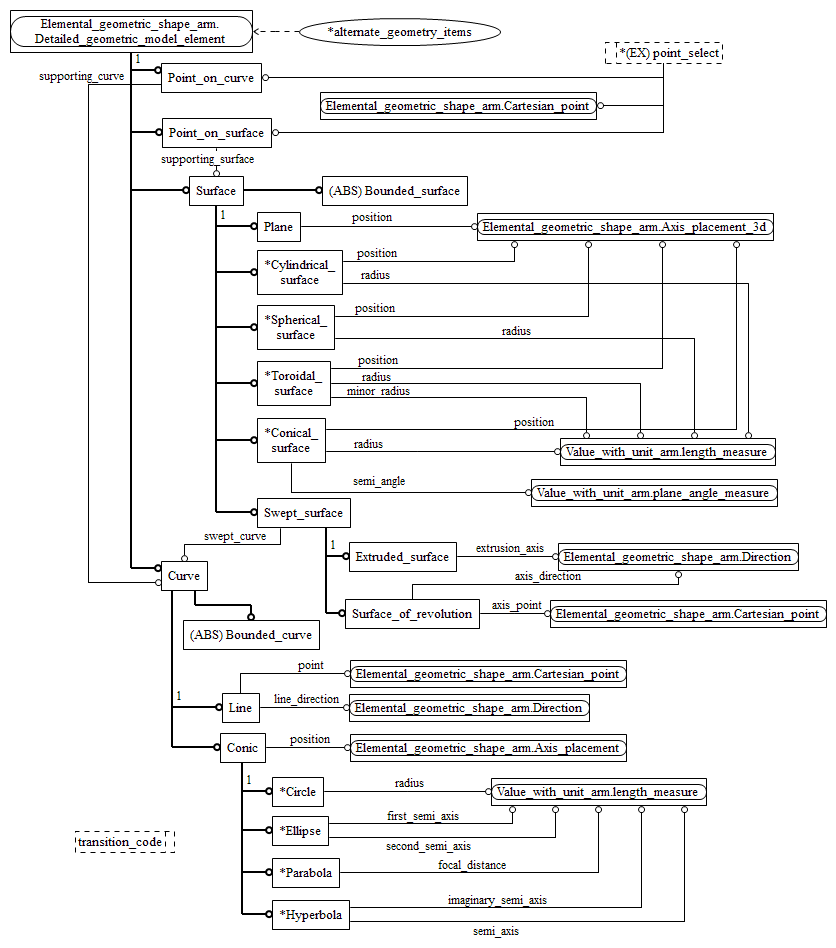 Elemental_geometric_shape_arm.
Detailed_geometric_model_element
*alternate_geometry_items
*(EX) point_select
1
supporting_curve
Point_on_curve
Elemental_geometric_shape_arm.Cartesian_point
Point_on_surface
supporting_surface
Surface
(ABS) Bounded_surface
1
Plane
position
Elemental_geometric_shape_arm.Axis_placement_3d
*Cylindrical_
surface
position
radius
*Spherical_
surface
position
radius
*Toroidal_
surface
position
radius
minor_radius
*Conical_
surface
position
radius
Value_with_unit_arm.length_measure
semi_angle
Value_with_unit_arm.plane_angle_measure
Swept_surface
swept_curve
1
Extruded_surface
extrusion_axis
Elemental_geometric_shape_arm.Direction
axis_direction
Curve
Surface_of_revolution
axis_point
Elemental_geometric_shape_arm.Cartesian_point
(ABS) Bounded_curve
point
Elemental_geometric_shape_arm.Cartesian_point
1
Line
line_direction
Elemental_geometric_shape_arm.Direction
Conic
position
Elemental_geometric_shape_arm.Axis_placement
1
*Circle
radius
Value_with_unit_arm.length_measure
*Ellipse
first_semi_axis
second_semi_axis
transition_code
*Parabola
focal_distance
*Hyperbola
imaginary_semi_axis
semi_axis